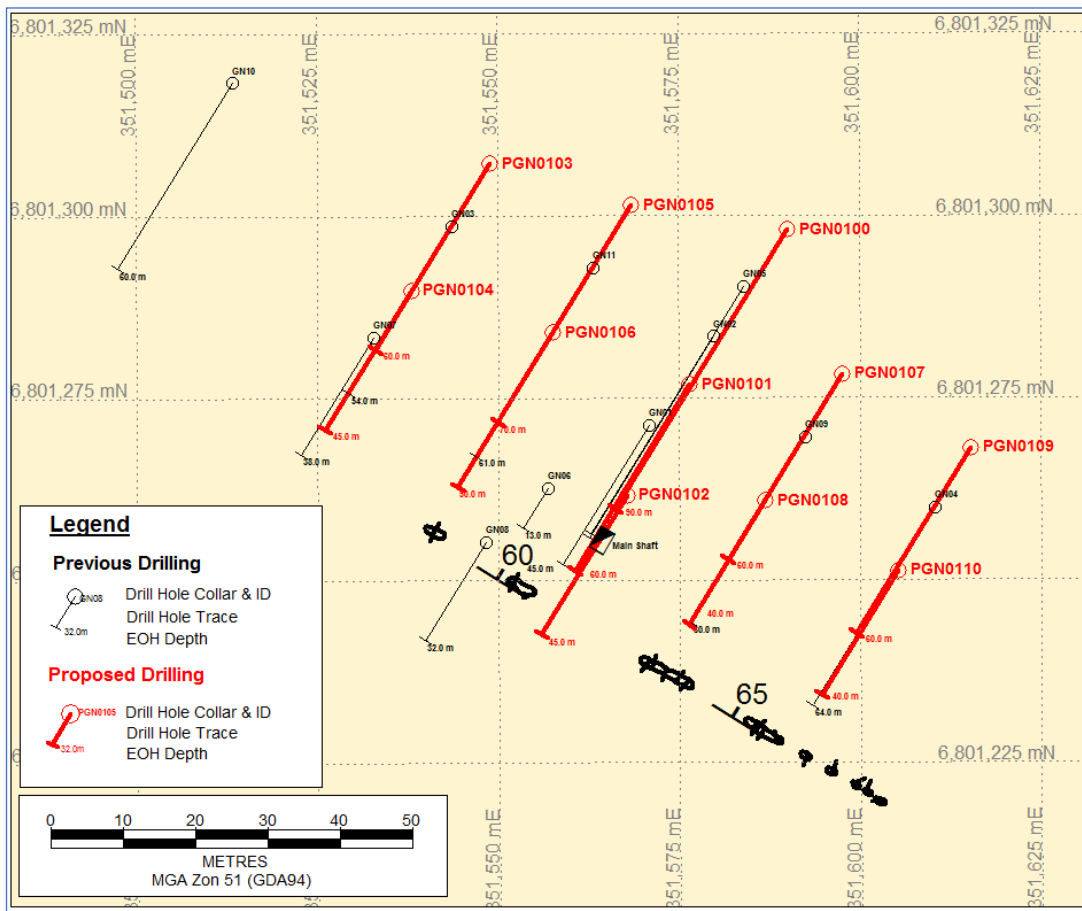 6,801,325 mN
6,801,325 mN
351,500 mE
351,525 mE
351,550 mE
351,575 mE
351,600 mE
351,625 mE
GN10
PGN0103
PGN0105
PGN0100
6,801,300 mN
6,801,300 mN
GN03
GN11
GN05
PGN0104
PGN0106
GN02
GN07
60.0 m
60.0 m
PGN0101
PGN0107
6,801,275 mN
6,801,275 mN
54.0 m
GN01
GN09
45.0 m
70.0 m
PGN0109
38.0 m
61.0 m
GN06
PGN0102
PGN0108
GN04
90.0 m
13.0 m
GN08
Main Shaft
60
45.0 m
60.0 m
60.0 m
PGN0110
40.0 m
60.0 m
32.0 m
45.0 m
40.0 m
64.0 m
65
6,801,225 mN
351,550 mE
351,575 mE
351,600 mE
351,625 mE
Legend
Previous Drilling
GN08
Drill Hole Collar & ID
Drill Hole Trace
32.0m
EOH Depth
Proposed Drilling
PGN0105
Drill Hole Collar & ID
Drill Hole Trace
32.0m
EOH Depth
0 10 20 30 40 50
METRES
MGA Zon 51 (GDA94)